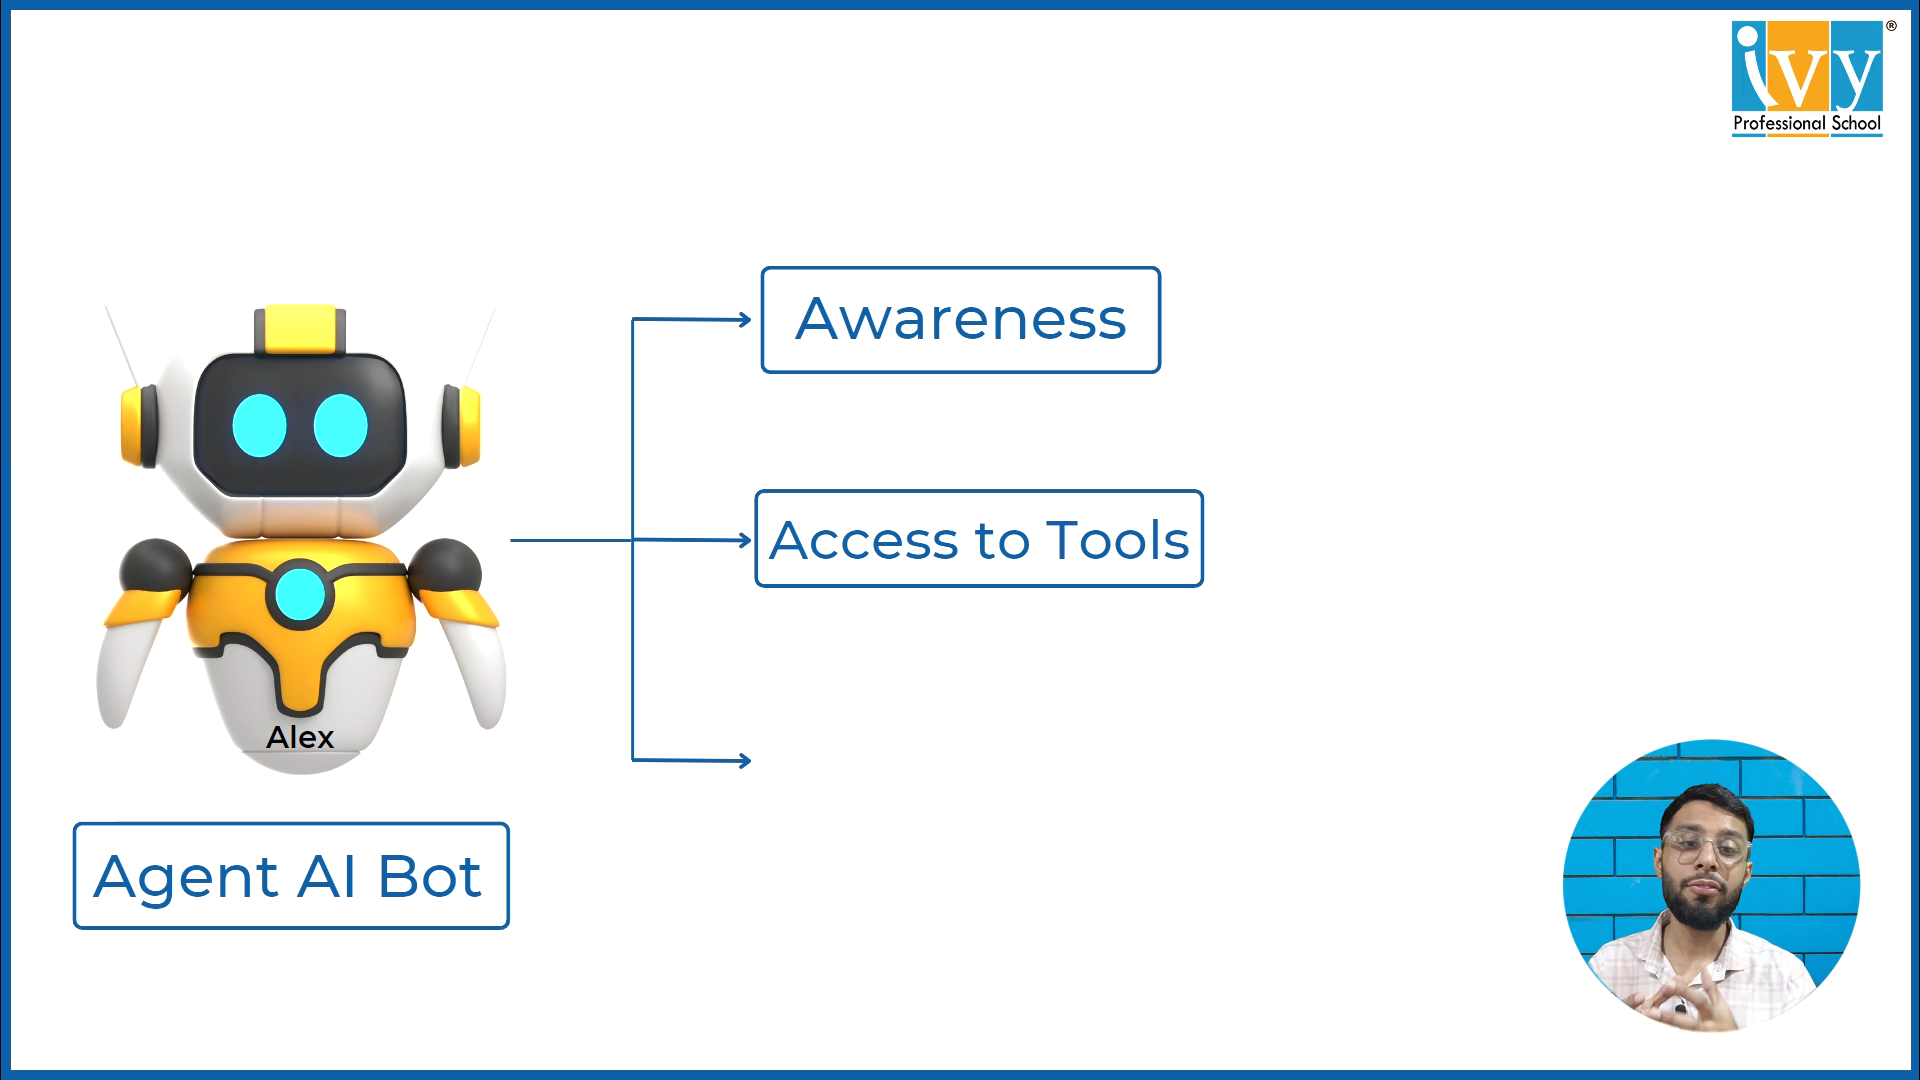 ivy
®
Professional School
Awareness
Access to Tools
Alex
Agent AI Bot